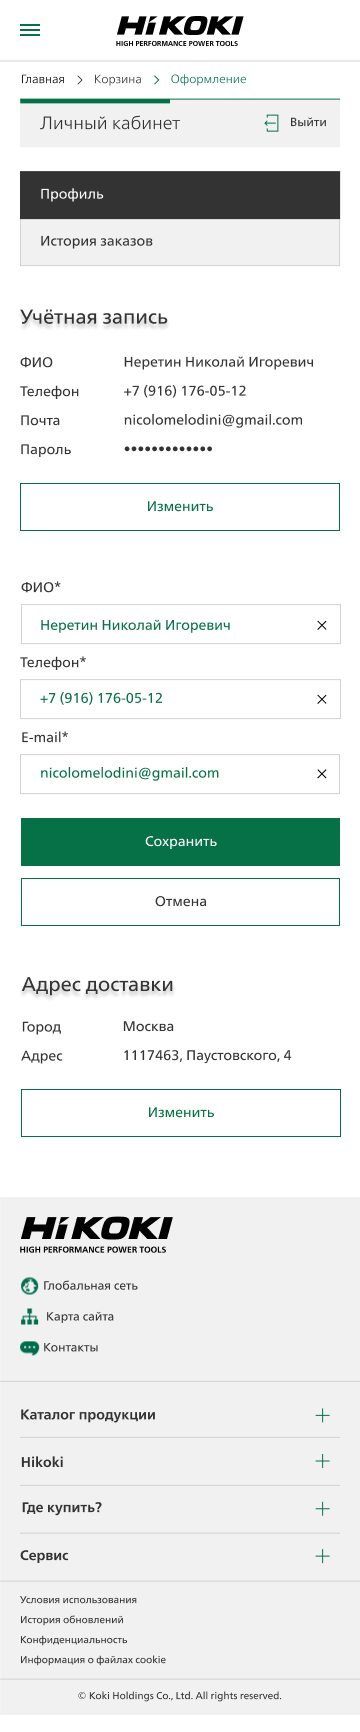 HiKOKI
HIGH PERFORMANCE POWER TOOLS
Главная > Корзина > Оформление
Личный кабинет Выйти
Профиль
История заказов
Учётная запись
ФИО Неретин Николай Игоревич
Телефон +7 (916) 176-05-12
Почта nicolomelodini@gmail.com
Пароль •••••••••••••
Изменить
ФИО*
Неретин Николай Игоревич
Телефон*
+7 (916) 176-05-12
E-mail*
nicolomelodini@gmail.com
Сохранить
Отмена
Адрес доставки
Город Москва
Адрес 1117463, Паустовского, 4
Изменить
HiKOKI
HIGH PERFORMANCE POWER TOOLS
Глобальная сеть
Карта сайта
Контакты
Каталог продукции
Hikoki
Где купить?
Сервис
Условия использования
История обновлений
Конфиденциальность
Информация о файлах cookie
© Koki Holdings Co., Ltd. All rights reserved.